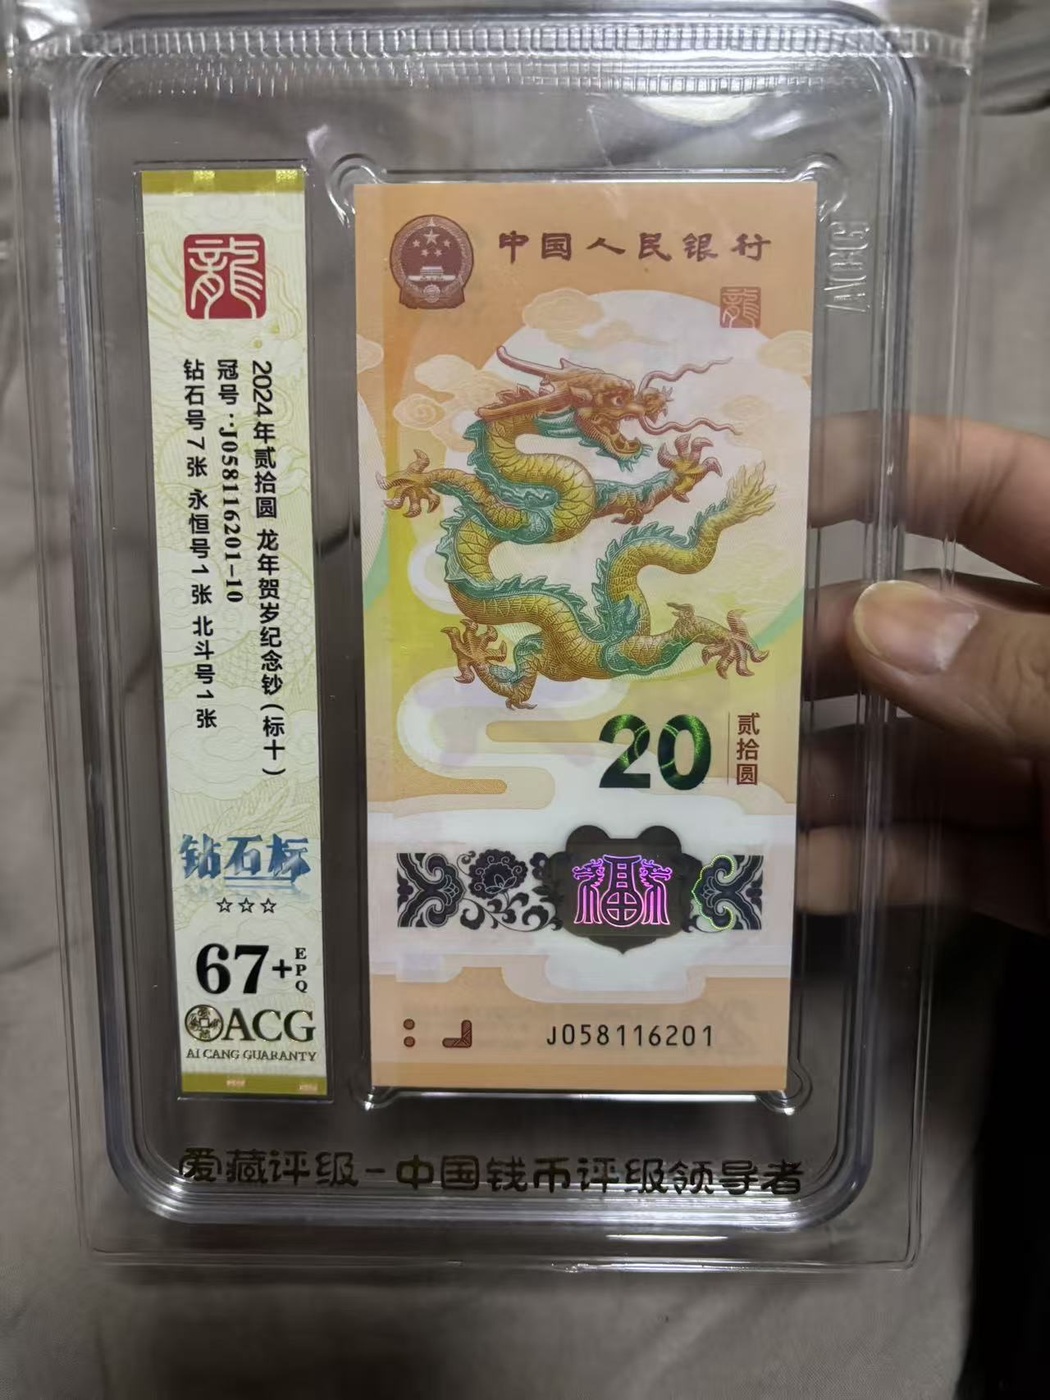 龍
2024年贰拾圆 龙年贺岁纪念钞(标十)
冠号·J058116201-10
钻石号7张 永恒号1张 北斗号1张
钻石标
☆☆☆
67+EPQ
ACG
AI CANG GUARANTY
中国人民银行
龍
20
贰拾圆
福
J058116201
ACG
爱藏评级-中国钱币评级领导者